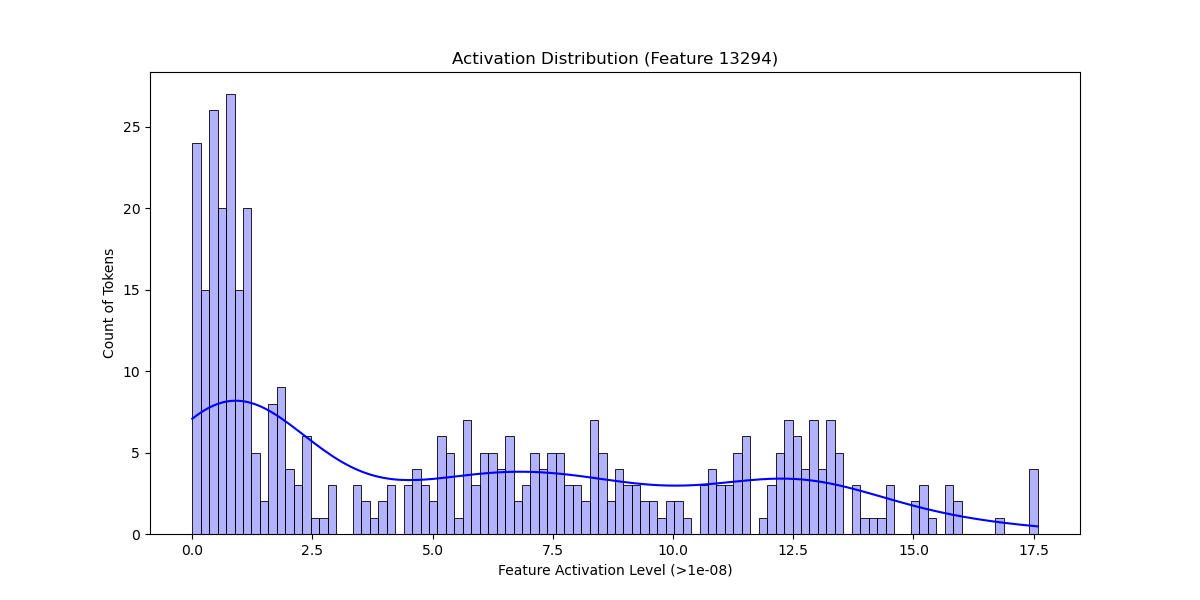 Activation Distribution (Feature 13294)
Count of Tokens
25
20
15
10
5
0
0.0 2.5 5.0 7.5 10.0 12.5 15.0 17.5
Feature Activation Level (>1e-08)